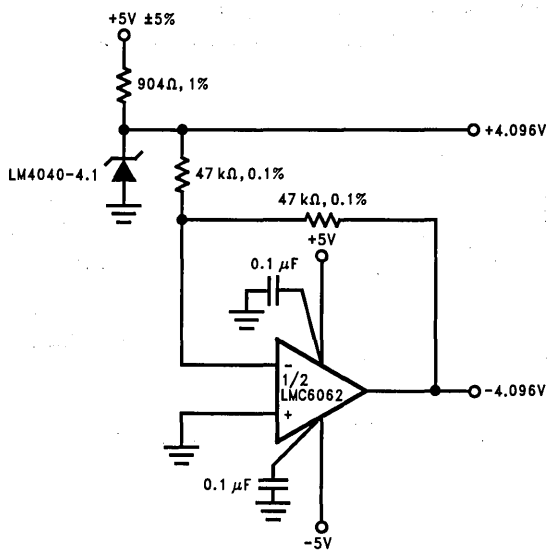 +5V ±5%
904Ω, 1%
+4.096V
LM4040-4.1
47 kΩ, 0.1%
47 kΩ, 0.1%
+5V
0.1 µF
-
1/2
LMC6062
+
-4.096V
0.1 µF
-5V